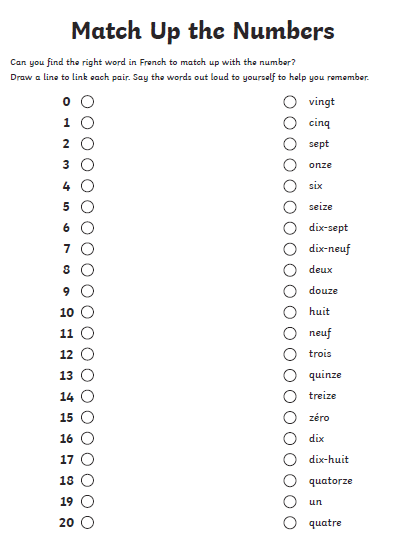 Match Up the Numbers
Can you find the right word in French to match up with the number?
Draw a line to link each pair. Say the words out loud to yourself to help you remember.
0 vingt
1 cinq
2 sept
3 onze
4 six
5 seize
6 dix-sept
7 dix-neuf
8 deux
9 douze
10 huit
11 neuf
12 trois
13 quinze
14 treize
15 zéro
16 dix
17 dix-huit
18 quatorze
19 un
20 quatre